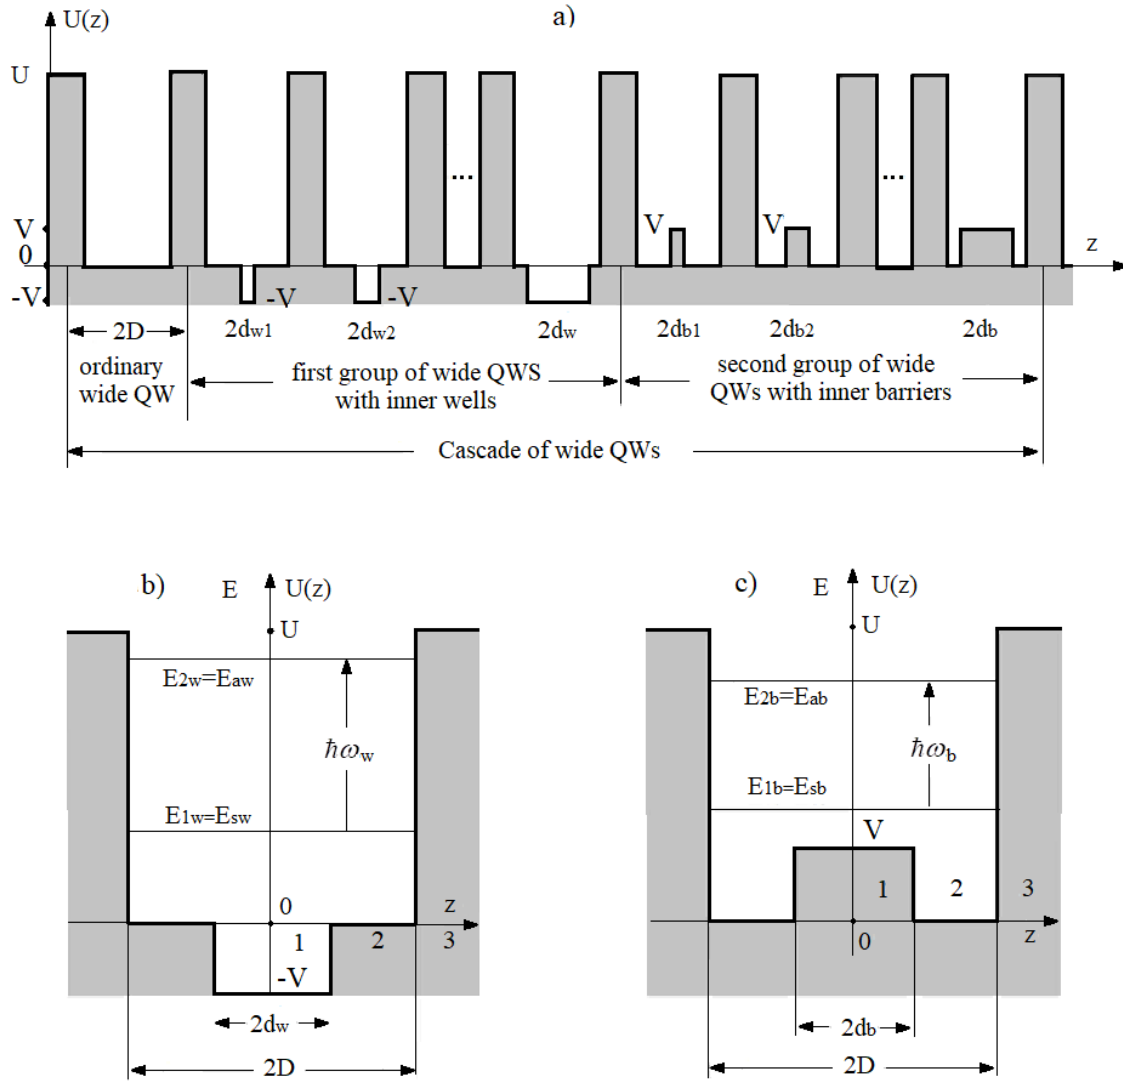 U(z)
a)
U
...
...
V
V
V
0
z
-V
-V
-V
2D
2dw1
2dw2
2dw
2db1
2db2
2db
ordinary
wide QW
first group of wide QWS
with inner wells
second group of wide
QWs with inner barriers
Cascade of wide QWs
b)
E
U(z)
U
E2w=Eaw
ħωw
E1w=Esw
0
z
1
2
3
-V
2dw
2D
c)
E
U(z)
U
E2b=Eab
ħωb
E1b=Esb
V
1
2
3
0
z
2db
2D